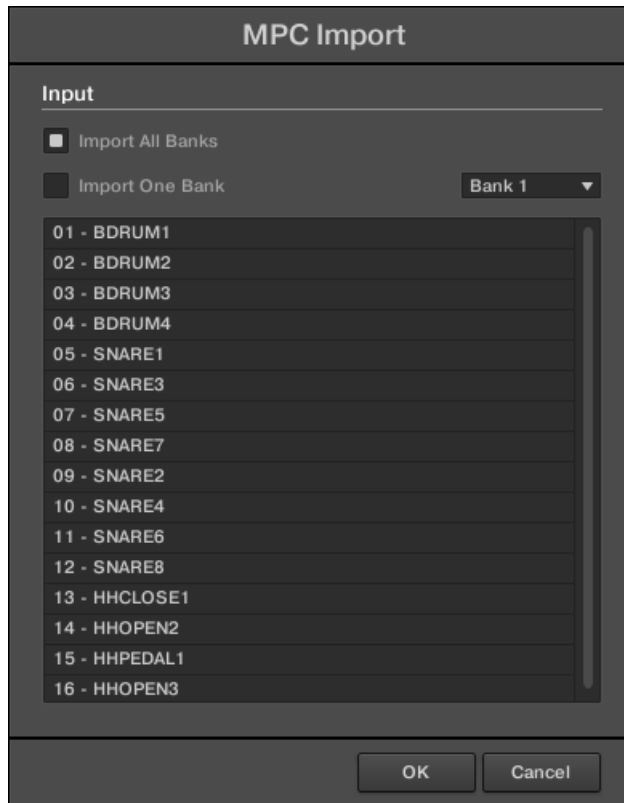 MPC Import
Input
Import All Banks
Import One Bank
Bank 1
01 - BDRUM1
02 - BDRUM2
03 - BDRUM3
04 - BDRUM4
05 - SNARE1
06 - SNARE3
07 - SNARE5
08 - SNARE7
09 - SNARE2
10 - SNARE4
11 - SNARE6
12 - SNARE8
13 - HHCLOSE1
14 - HHOPEN2
15 - HHPEDAL1
16 - HHOPEN3
OK
Cancel